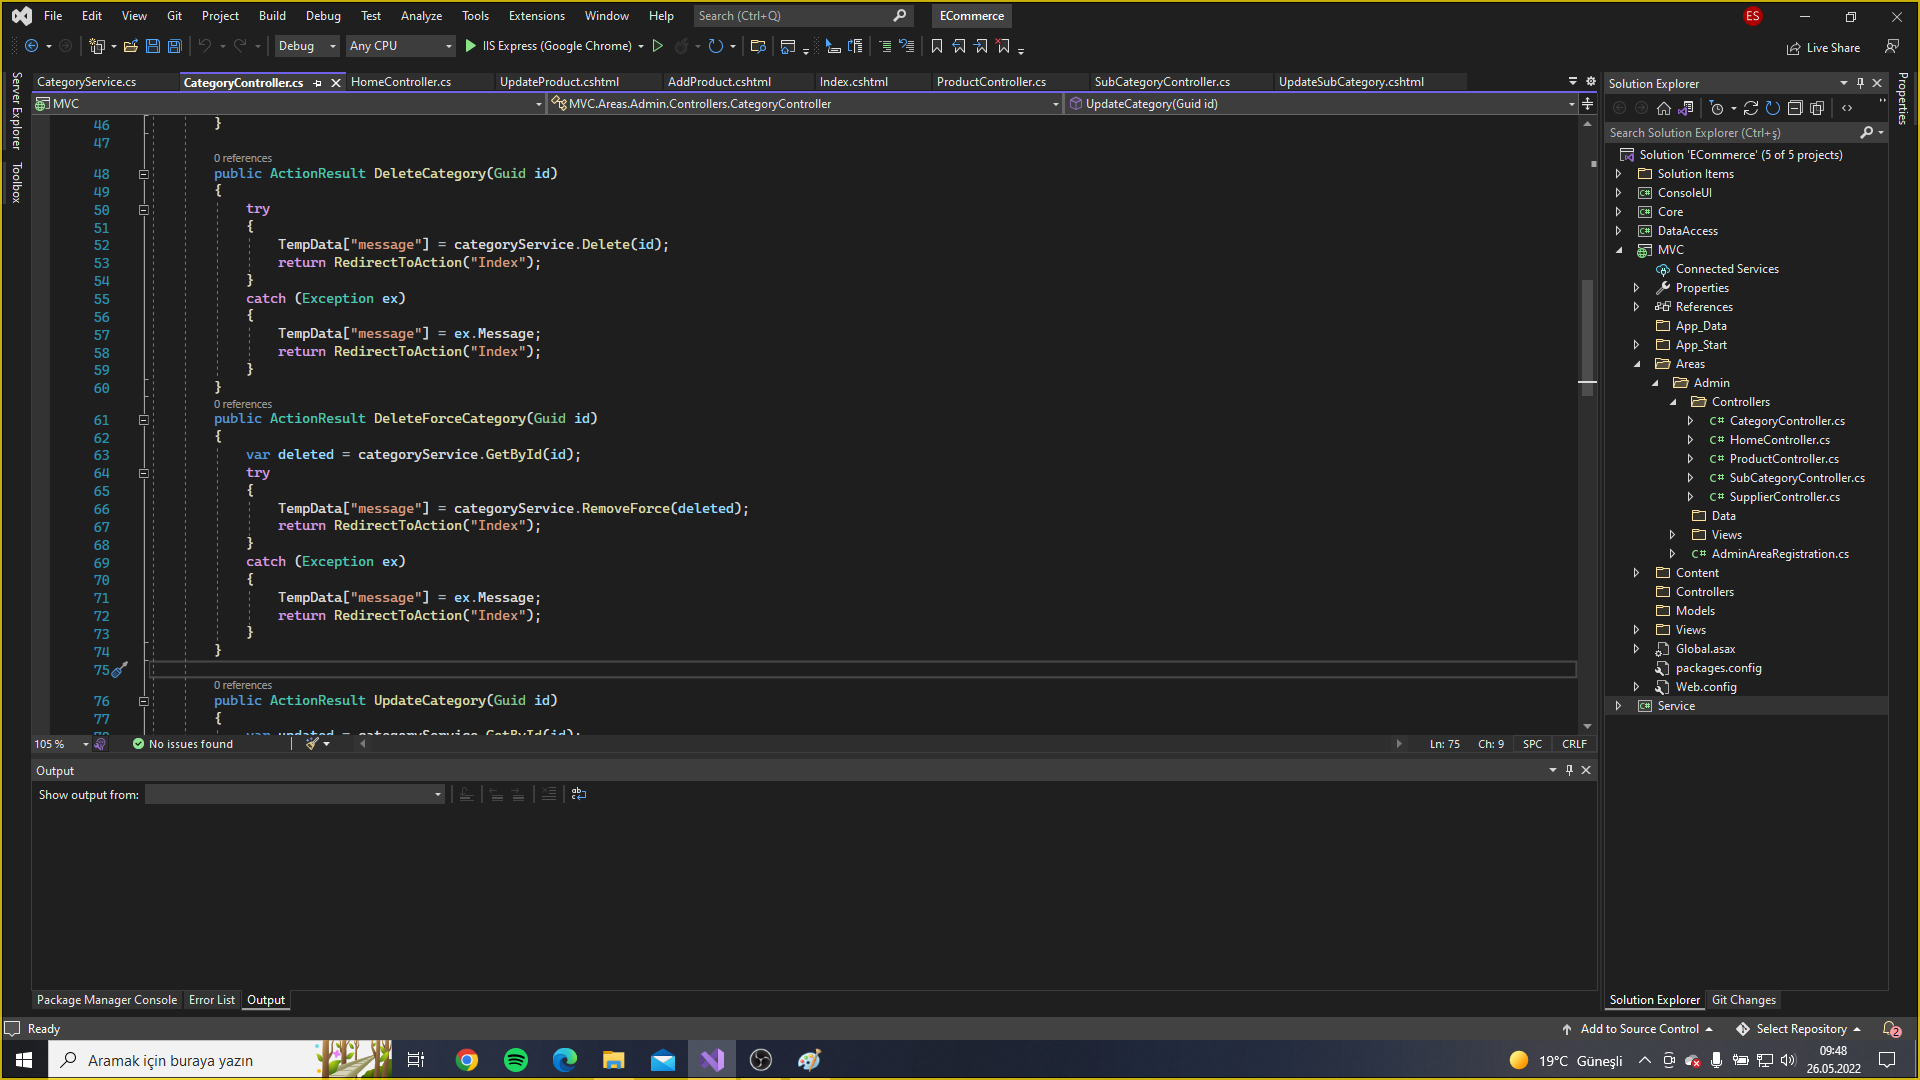 File Edit View Git Project Build Debug Test Analyze Tools Extensions Window Help Search (Ctrl+Q) ECommerce ES
Debug Any CPU IIS Express (Google Chrome) Live Share
Server Explorer
Toolbox
CategoryService.cs CategoryController.cs HomeController.cs UpdateProduct.cshtml AddProduct.cshtml Index.cshtml ProductController.cs SubCategoryController.cs UpdateSubCategory.cshtml
MVC MVC.Areas.Admin.Controllers.CategoryController UpdateCategory(Guid id)
46 }
47
0 references
48 public ActionResult DeleteCategory(Guid id)
49 {
50 try
51 {
52 TempData["message"] = categoryService.Delete(id);
53 return RedirectToAction("Index");
54 }
55 catch (Exception ex)
56 {
57 TempData["message"] = ex.Message;
58 return RedirectToAction("Index");
59 }
60 }
0 references
61 public ActionResult DeleteForceCategory(Guid id)
62 {
63 var deleted = categoryService.GetById(id);
64 try
65 {
66 TempData["message"] = categoryService.RemoveForce(deleted);
67 return RedirectToAction("Index");
68 }
69 catch (Exception ex)
70 {
71 TempData["message"] = ex.Message;
72 return RedirectToAction("Index");
73 }
74 }
75
0 references
76 public ActionResult UpdateCategory(Guid id)
77 {
78 var updated = categoryService.GetById(id);
105 % No issues found Ln: 75 Ch: 9 SPC CRLF
Output
Show output from:
Package Manager Console Error List Output
Solution Explorer
Search Solution Explorer (Ctrl+ş)
Solution 'ECommerce' (5 of 5 projects)
Solution Items
ConsoleUI
Core
DataAccess
MVC
Connected Services
Properties
References
App_Data
App_Start
Areas
Admin
Controllers
C# CategoryController.cs
C# HomeController.cs
C# ProductController.cs
C# SubCategoryController.cs
C# SupplierController.cs
Data
Views
C# AdminAreaRegistration.cs
Content
Controllers
Models
Views
Global.asax
packages.config
Web.config
Service
Solution Explorer Git Changes
Properties
Ready Add to Source Control Select Repository 2
Aramak için buraya yazın 19°C Güneşli 09:48
26.05.2022